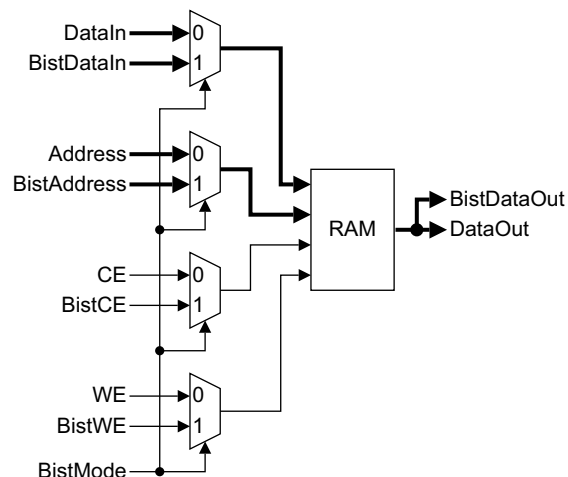 DataIn
0
BistDataIn
1
Address
0
BistAddress
1
RAM
BistDataOut
DataOut
CE
0
BistCE
1
WE
0
BistWE
1
BistMode